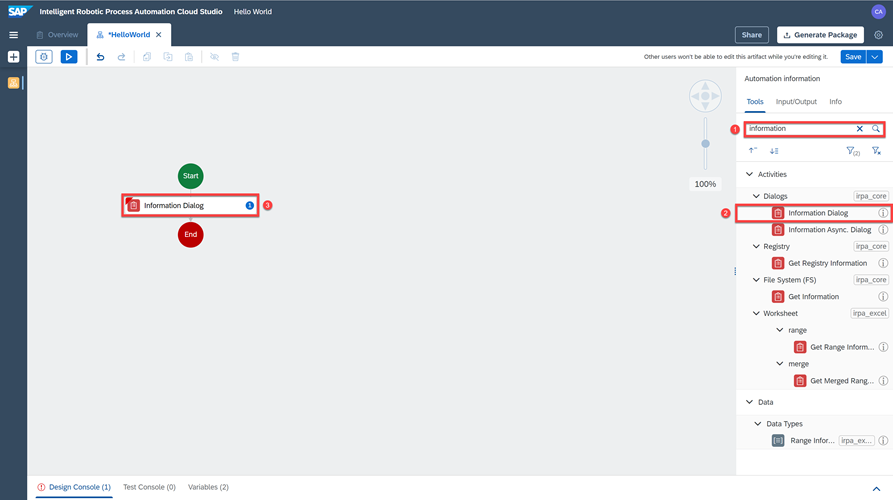 SAP Intelligent Robotic Process Automation Cloud Studio Hello World CA
Overview *HelloWorld Share Generate Package
Other users won't be able to edit this artifact while you're editing it. Save
Automation information
Tools Input/Output Info
1 information
(2)
100%
Start
Information Dialog 1 3
End
Activities
Dialogs irpa_core
2 Information Dialog
Information Async. Dialog
Registry irpa_core
Get Registry Information
File System (FS) irpa_core
Get Information
Worksheet irpa_excel
range
Get Range Inform...
merge
Get Merged Rang...
Data
Data Types
Range Infor... irpa_ex...
Design Console (1) Test Console (0) Variables (2)